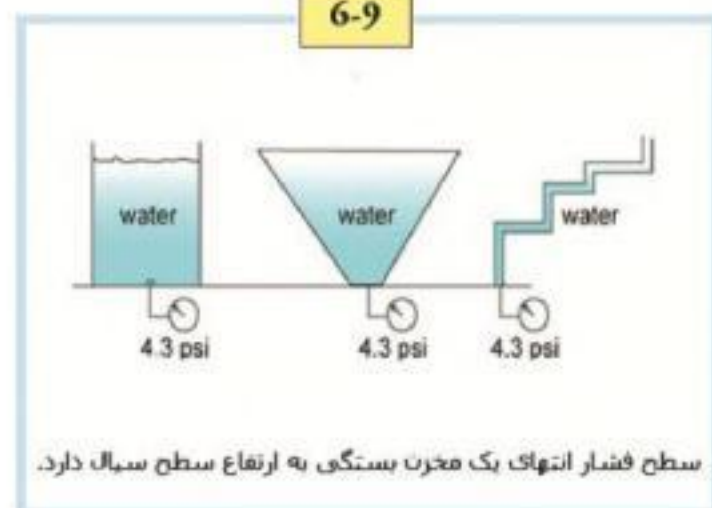 6-9
water
water
water
4.3 psi
4.3 psi
4.3 psi
سطح فشار انتهای یک مخزن بستگی به ارتفاع سطح سیال دارد.